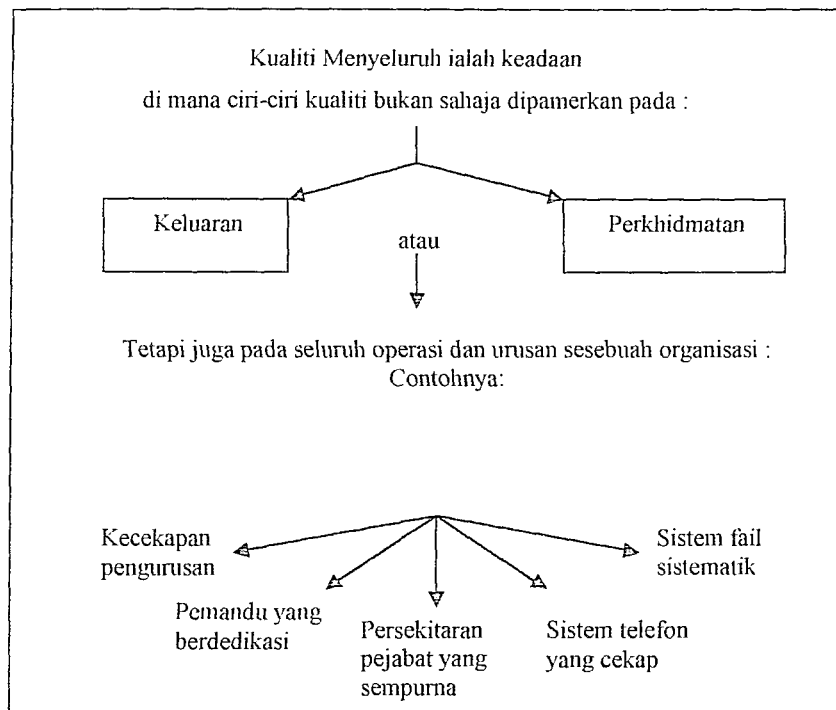 Kualiti Menyeluruh ialah keadaan
di mana ciri-ciri kualiti bukan sahaja dipamerkan pada :
Keluaran
atau
Perkhidmatan
Tetapi juga pada seluruh operasi dan urusan sesebuah organisasi :
Contohnya:
Kecekapan
pengurusan
Pemandu yang
berdedikasi
Persekitaran
pejabat yang
sempurna
Sistem telefon
yang cekap
Sistem fail
sistematik